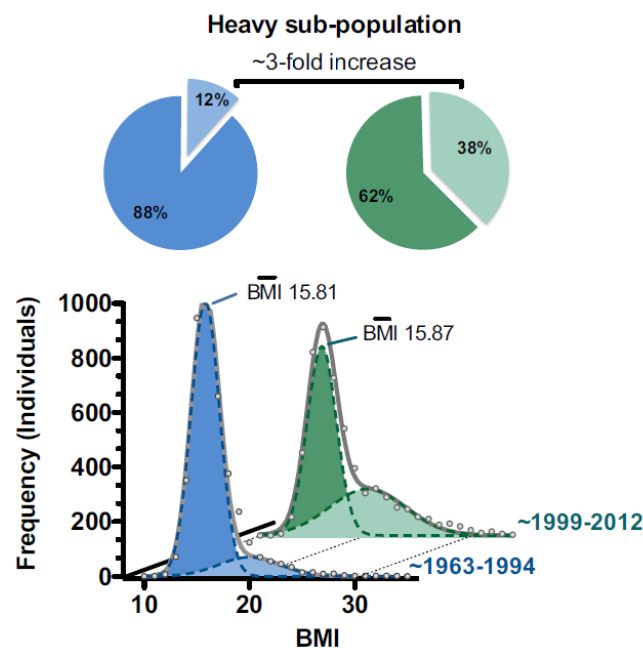 Heavy sub-population
~3-fold increase
12%
88%
38%
62%
BMI 15.81
BMI 15.87
Frequency (Individuals)
1000
800
600
400
200
0
~1999-2012
~1963-1994
10 20 30
BMI